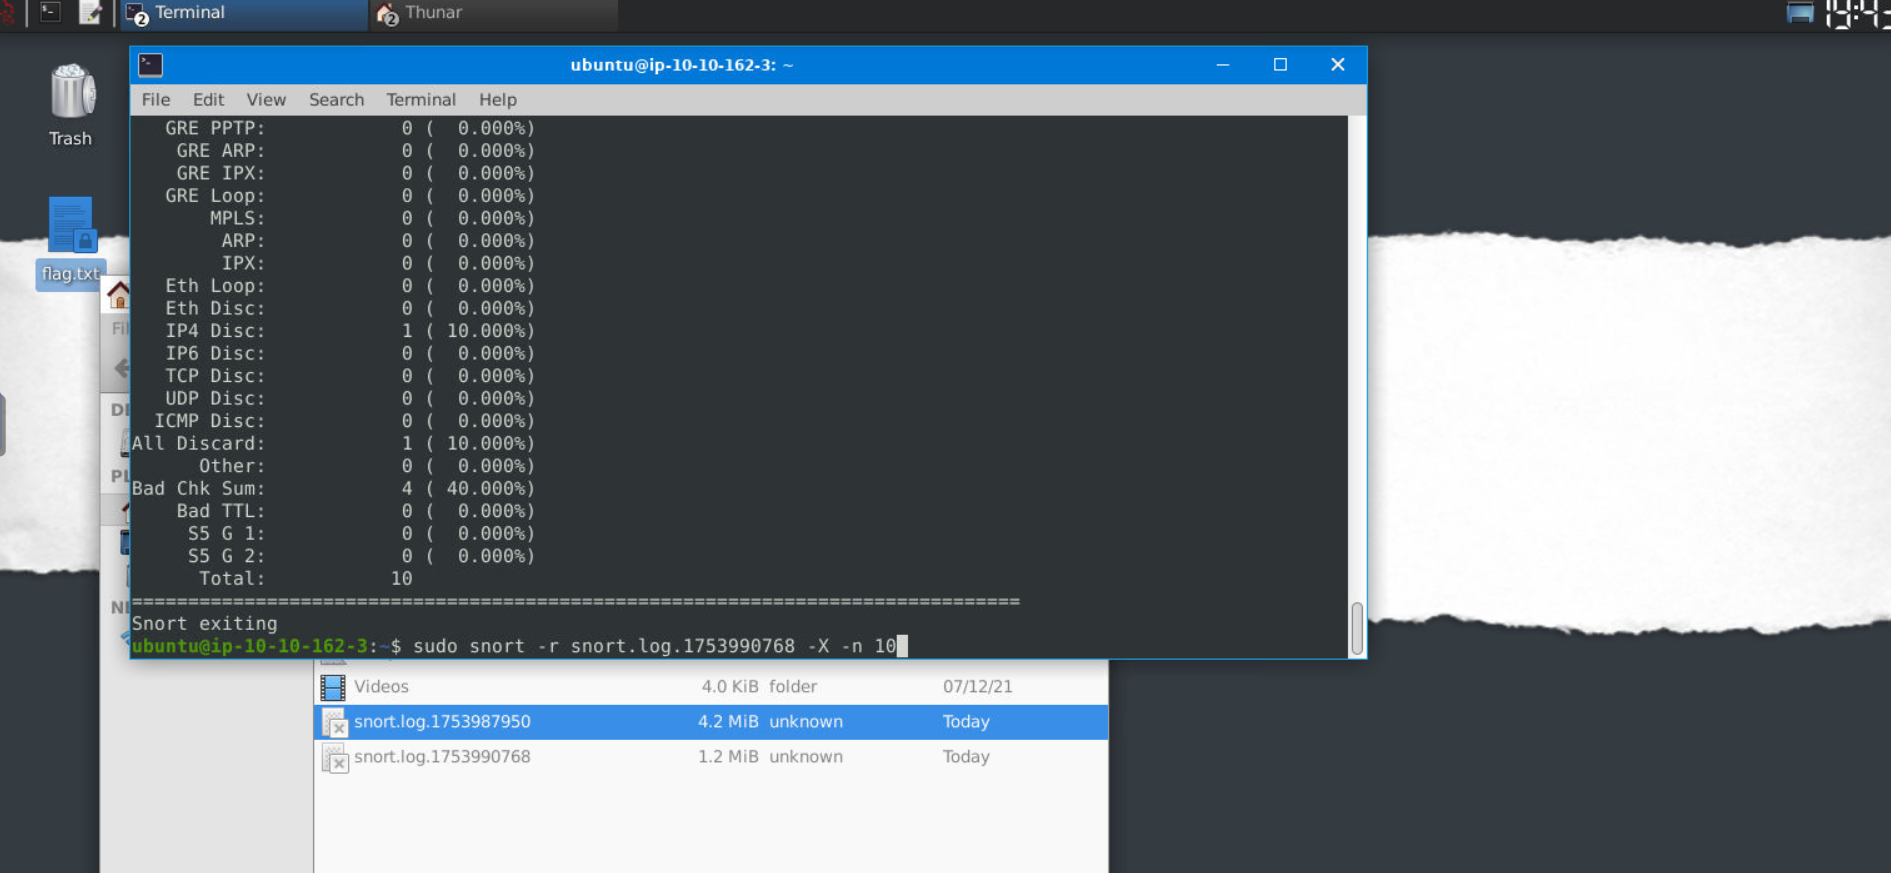 2 Terminal
2 Thunar
Trash
flag.txt
ubuntu@ip-10-10-162-3: ~
File Edit View Search Terminal Help
GRE PPTP: 0 ( 0.000%)
GRE ARP: 0 ( 0.000%)
GRE IPX: 0 ( 0.000%)
GRE Loop: 0 ( 0.000%)
MPLS: 0 ( 0.000%)
ARP: 0 ( 0.000%)
IPX: 0 ( 0.000%)
Eth Loop: 0 ( 0.000%)
Eth Disc: 0 ( 0.000%)
IP4 Disc: 1 ( 10.000%)
IP6 Disc: 0 ( 0.000%)
TCP Disc: 0 ( 0.000%)
UDP Disc: 0 ( 0.000%)
ICMP Disc: 0 ( 0.000%)
All Discard: 1 ( 10.000%)
Other: 0 ( 0.000%)
Bad Chk Sum: 4 ( 40.000%)
Bad TTL: 0 ( 0.000%)
S5 G 1: 0 ( 0.000%)
S5 G 2: 0 ( 0.000%)
Total: 10
===============================================================================
Snort exiting
ubuntu@ip-10-10-162-3:~$ sudo snort -r snort.log.1753990768 -X -n 10
Videos 4.0 KiB folder 07/12/21
snort.log.1753987950 4.2 MiB unknown Today
snort.log.1753990768 1.2 MiB unknown Today